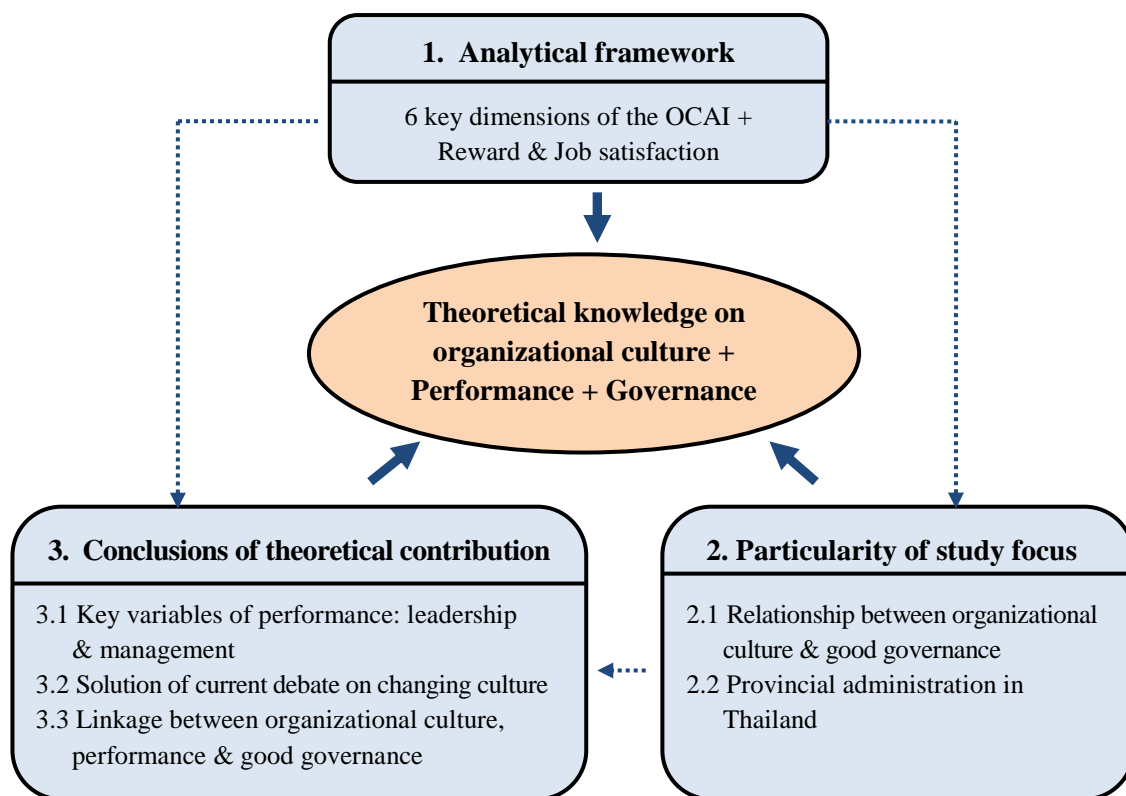 1. Analytical framework
6 key dimensions of the OCAI +
Reward & Job satisfaction
Theoretical knowledge on
organizational culture +
Performance + Governance
3. Conclusions of theoretical contribution
3.1 Key variables of performance: leadership
& management
3.2 Solution of current debate on changing culture
3.3 Linkage between organizational culture,
performance & good governance
2. Particularity of study focus
2.1 Relationship between organizational
culture & good governance
2.2 Provincial administration in
Thailand